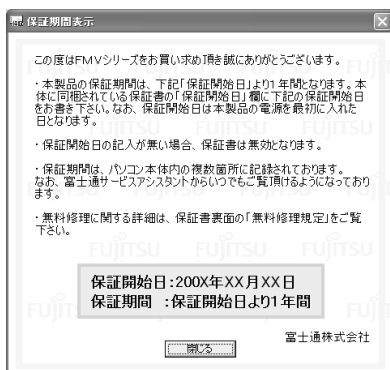 保証期間表示
この度はFMVシリーズをお買い求め頂き誠にありがとうございます。
・本製品の保証期間は、下記「保証開始日」より1年間となります。本
体に同梱されている保証書の「保証開始日」欄に下記の保証開始日
をお書き下さい。なお、保証開始日は本製品の電源を最初に入れた
日となります。
・保証開始日の記入が無い場合、保証書は無効となります。
・保証期間は、パソコン本体内の複数箇所に記録されております。
なお、富士通サービスアシスタントからいつでもご覧頂けるようになっており
ます。
・無料修理に関する詳細は、保証書裏面の「無料修理規定」をご覧
下さい。
保証開始日:200X年XX月XX日
保証期間 :保証開始日より1年間
富士通株式会社
閉じる
FUJITSU FUJITSU FUJITSU